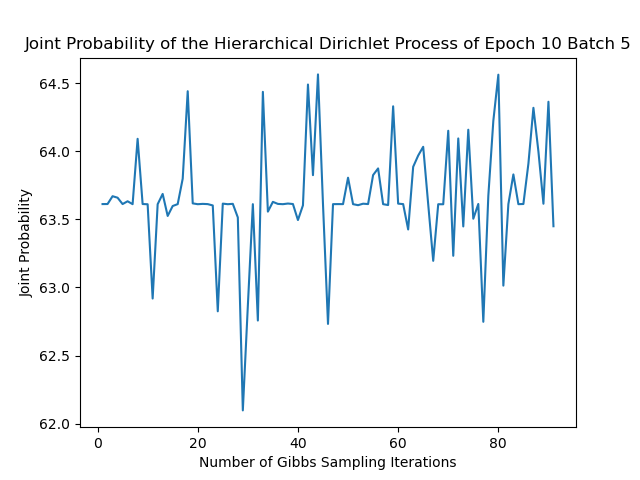 Joint Probability of the Hierarchical Dirichlet Process of Epoch 10 Batch 5
64.5
64.0
63.5
63.0
62.5
62.0
Joint Probability
0 20 40 60 80
Number of Gibbs Sampling Iterations